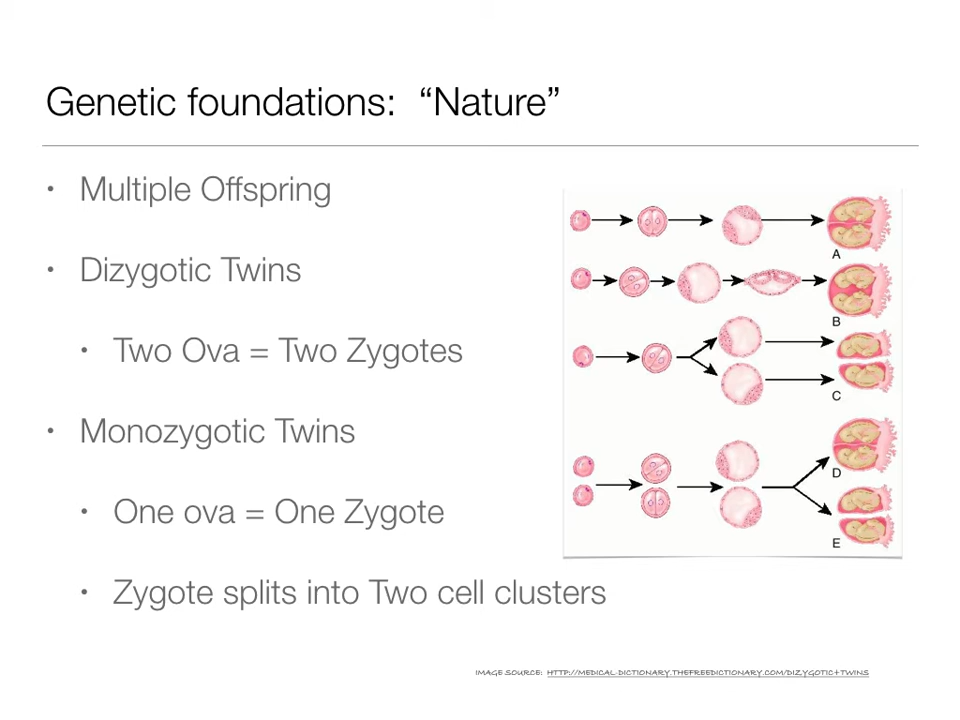 Genetic foundations: “Nature”
• Multiple Offspring
• Dizygotic Twins
• Two Ova = Two Zygotes
• Monozygotic Twins
• One ova = One Zygote
• Zygote splits into Two cell clusters
A
B
C
D
E
IMAGE SOURCE: HTTP://MEDICAL-DICTIONARY.THEFREEDICTIONARY.COM/DIZYGOTIC+TWINS